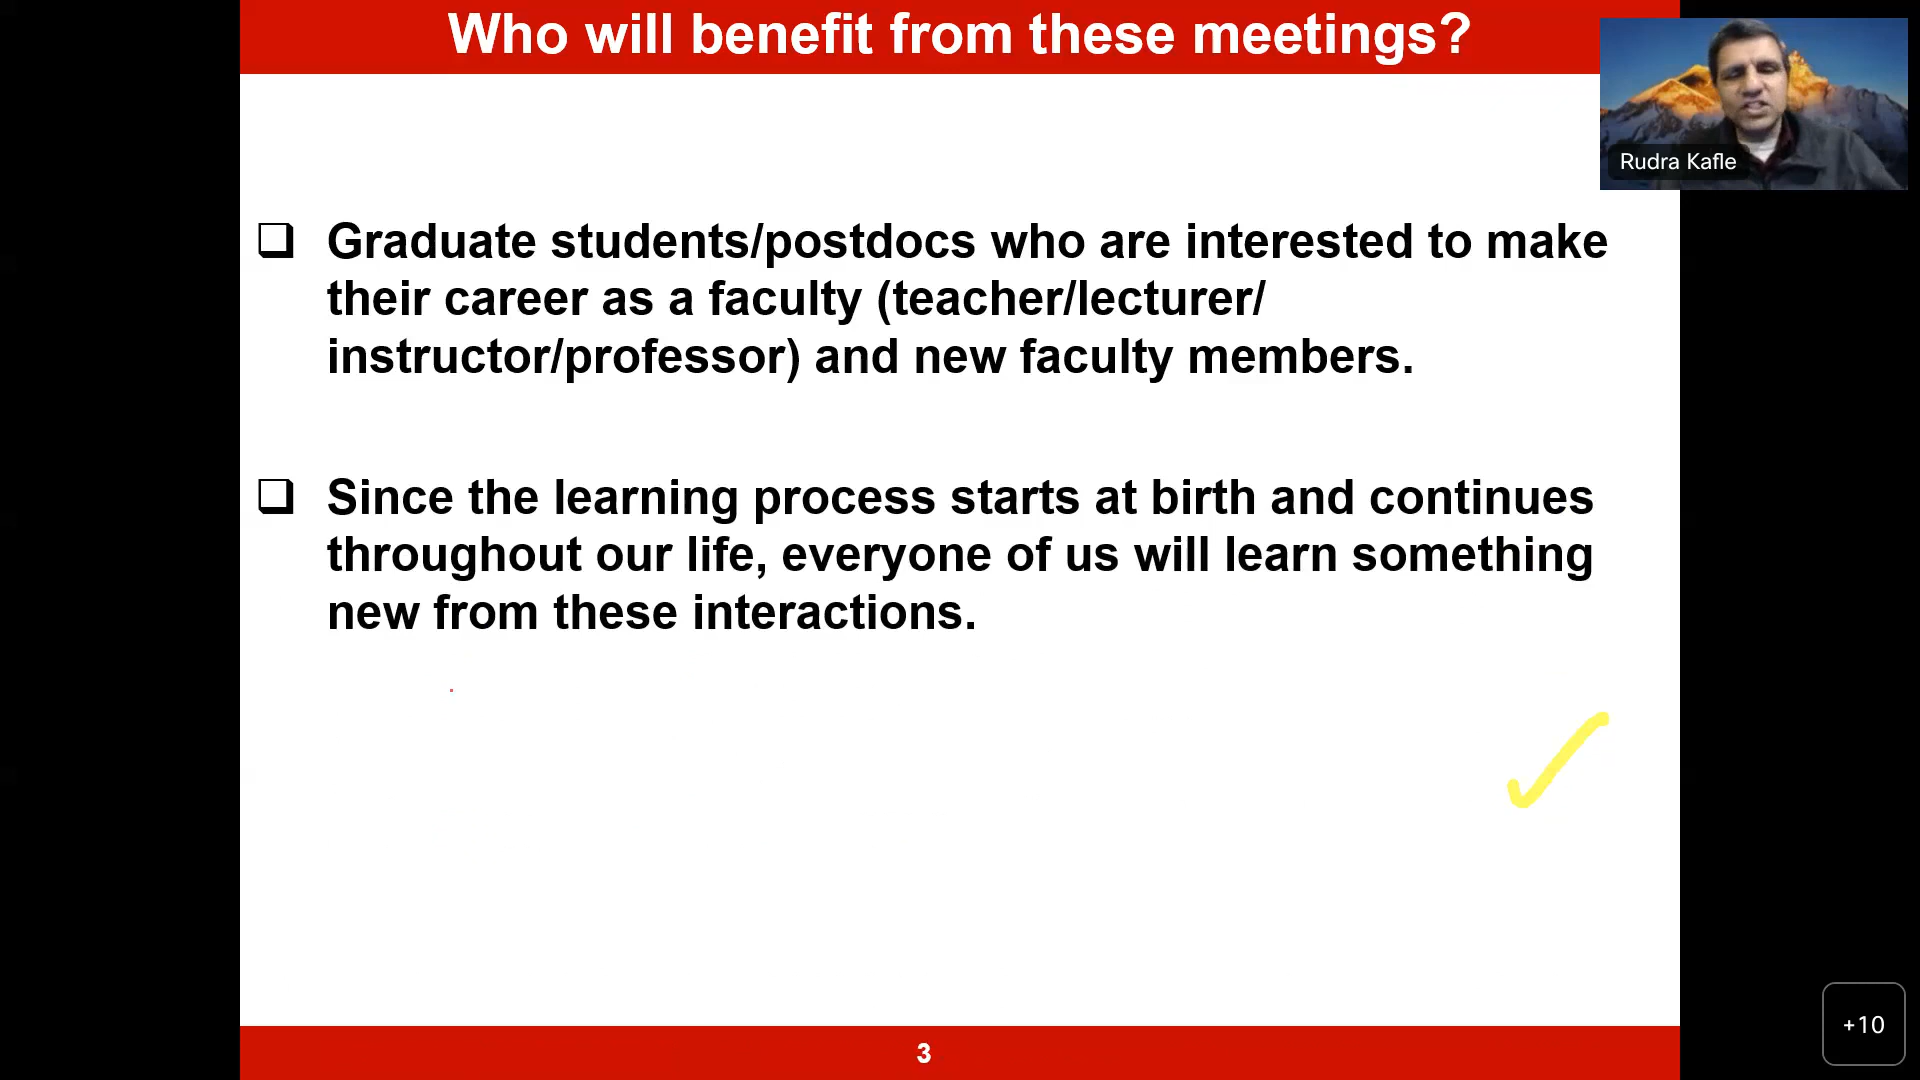 Who will benefit from these meetings?
Rudra Kafle
Graduate students/postdocs who are interested to make
their career as a faculty (teacher/lecturer/
instructor/professor) and new faculty members.
Since the learning process starts at birth and continues
throughout our life, everyone of us will learn something
new from these interactions.
3
+10